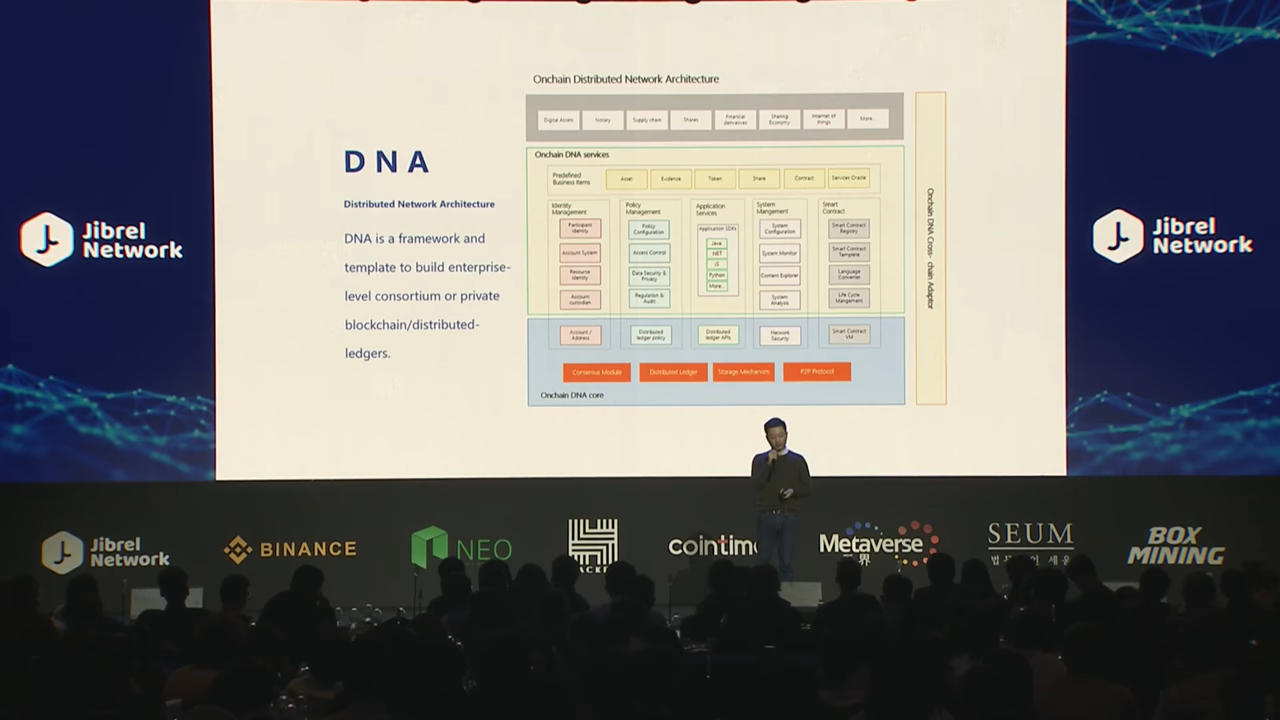 Onchain Distributed Network Architecture
Digital Assets
Notary
Supply chain
Shares
Financial
derivatives
Sharing
Economy
Internet of
things
More...
DNA
Distributed Network Architecture
DNA is a framework and
template to build enterprise-
level consortium or private
blockchain/distributed-
ledgers.
Onchain DNA services
Predefined
Business Items
Asset
Evidence
Token
Share
Contract
Services Oracle
Identity
Management
Participant
Identity
Account System
Resource
Identity
Account
custodian
Account /
Address
Policy
Management
Policy
Configuration
Access Control
Data Security &
Privacy
Regulation &
Audit
Distributed
ledger policy
Application
Services
Application SDKs
Java
.NET
JS
Python
More...
Distributed
ledger APIs
System
Mangement
System
Configuration
System Monitor
Content Explorer
System
Analysis
Network
Security
Smart
Contract
Smart Contract
Registry
Smart Contract
Template
Language
Converter
Life Cycle
Mangement
Smart Contract
VM
Consensus Module
Distributed Ledger
Storage Mechanism
P2P Protocol
Onchain DNA core
Onchain DNA Cross- chain Adaptor
Jibrel
Network
Jibrel
Network
Jibrel
Network
BINANCE
NEO
cointime
Metaverse
界
SEUM
BOX
MINING